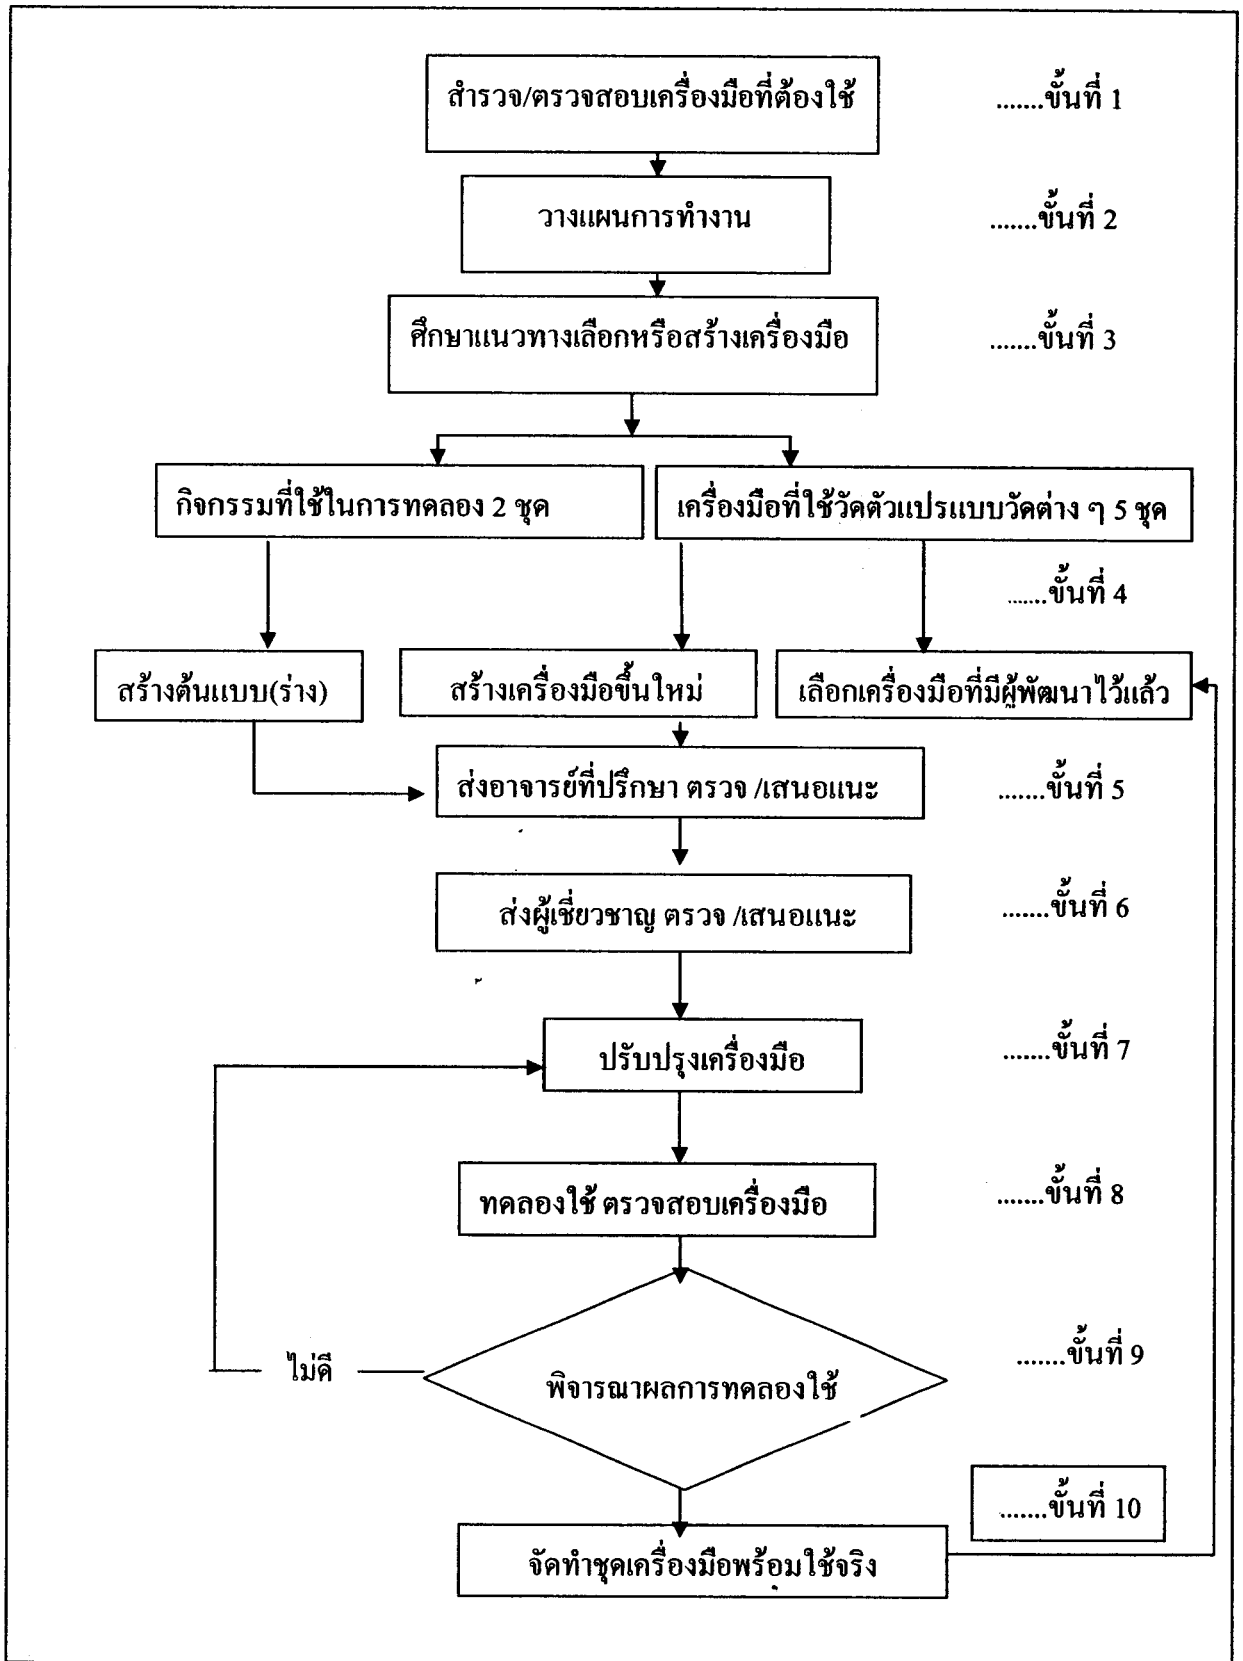 สำรวจ/ตรวจสอบเครื่องมือที่ต้องใช้ .......ขั้นที่ 1
วางแผนการทำงาน .......ขั้นที่ 2
ศึกษาแนวทางเลือกหรือสร้างเครื่องมือ .......ขั้นที่ 3
กิจกรรมที่ใช้ในการทดลอง 2 ชุด เครื่องมือที่ใช้วัดตัวแปรแบบวัดต่าง ๆ 5 ชุด
.......ขั้นที่ 4
สร้างต้นแบบ(ร่าง) สร้างเครื่องมือขึ้นใหม่ เลือกเครื่องมือที่มีผู้พัฒนาไว้แล้ว
ส่งอาจารย์ที่ปรึกษา ตรวจ /เสนอแนะ .......ขั้นที่ 5
ส่งผู้เชี่ยวชาญ ตรวจ /เสนอแนะ .......ขั้นที่ 6
ปรับปรุงเครื่องมือ .......ขั้นที่ 7
ทดลองใช้ ตรวจสอบเครื่องมือ .......ขั้นที่ 8
ไม่ดี พิจารณาผลการทดลองใช้ .......ขั้นที่ 9
.......ขั้นที่ 10
จัดทำชุดเครื่องมือพร้อมใช้จริง